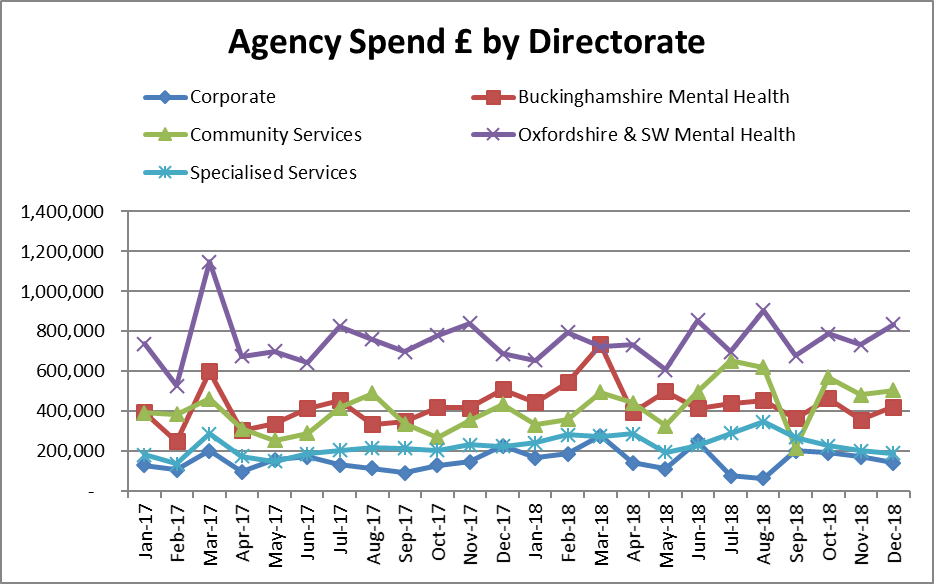 Agency Spend £ by Directorate
Corporate
Buckinghamshire Mental Health
Community Services
Oxfordshire & SW Mental Health
Specialised Services
1,400,000
1,200,000
1,000,000
800,000
600,000
400,000
200,000
-
Jan-17
Feb-17
Mar-17
Apr-17
May-17
Jun-17
Jul-17
Aug-17
Sep-17
Oct-17
Nov-17
Dec-17
Jan-18
Feb-18
Mar-18
Apr-18
May-18
Jun-18
Jul-18
Aug-18
Sep-18
Oct-18
Nov-18
Dec-18